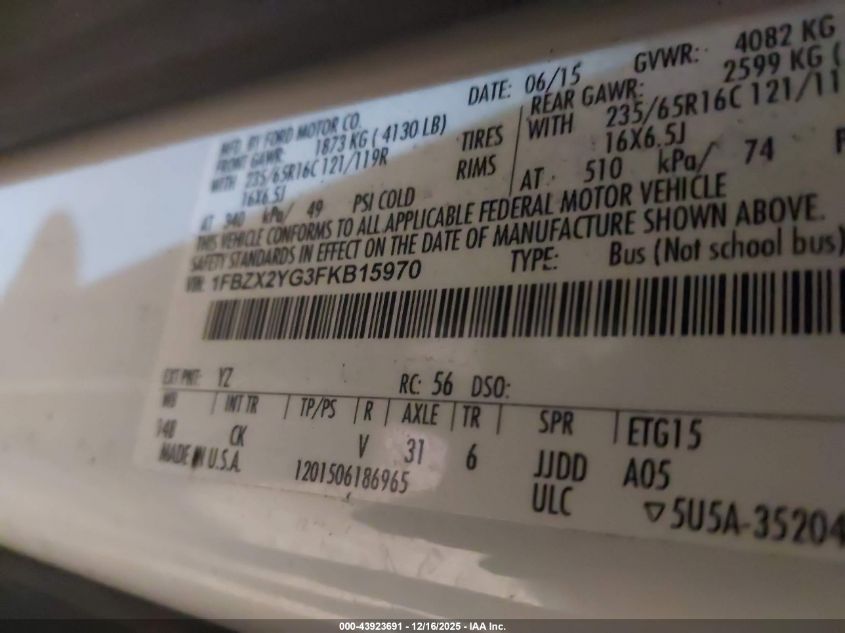 MFD. BY FORD MOTOR CO.
DATE: 06/15
GVWR: 4082 KG
FRONT GAWR: 1873 KG ( 4130 LB)
REAR GAWR: 2599 KG (
WITH 235/65R16C 121/119R TIRES
WITH 235/65R16C 121/11
16X6.5J RIMS
16X6.5J
AT 340 kPa/ 49 PSI COLD
AT 510 kPa/ 74
THIS VEHICLE CONFORMS TO ALL APPLICABLE FEDERAL MOTOR VEHICLE
SAFETY STANDARDS IN EFFECT ON THE DATE OF MANUFACTURE SHOWN ABOVE.
VIN: 1FBZX2YG3FKB15970 TYPE: Bus (Not school bus)
EXT PNT: YZ RC: 56 DSO:
WB INT TR TP/PS R AXLE TR SPR ETG15
148 CK V 31 6 JJDD A05
MADE IN U.S.A. 1201506186965 ULC ▽5U5A-35204
000-43923691 - 12/16/2025 - IAA Inc.